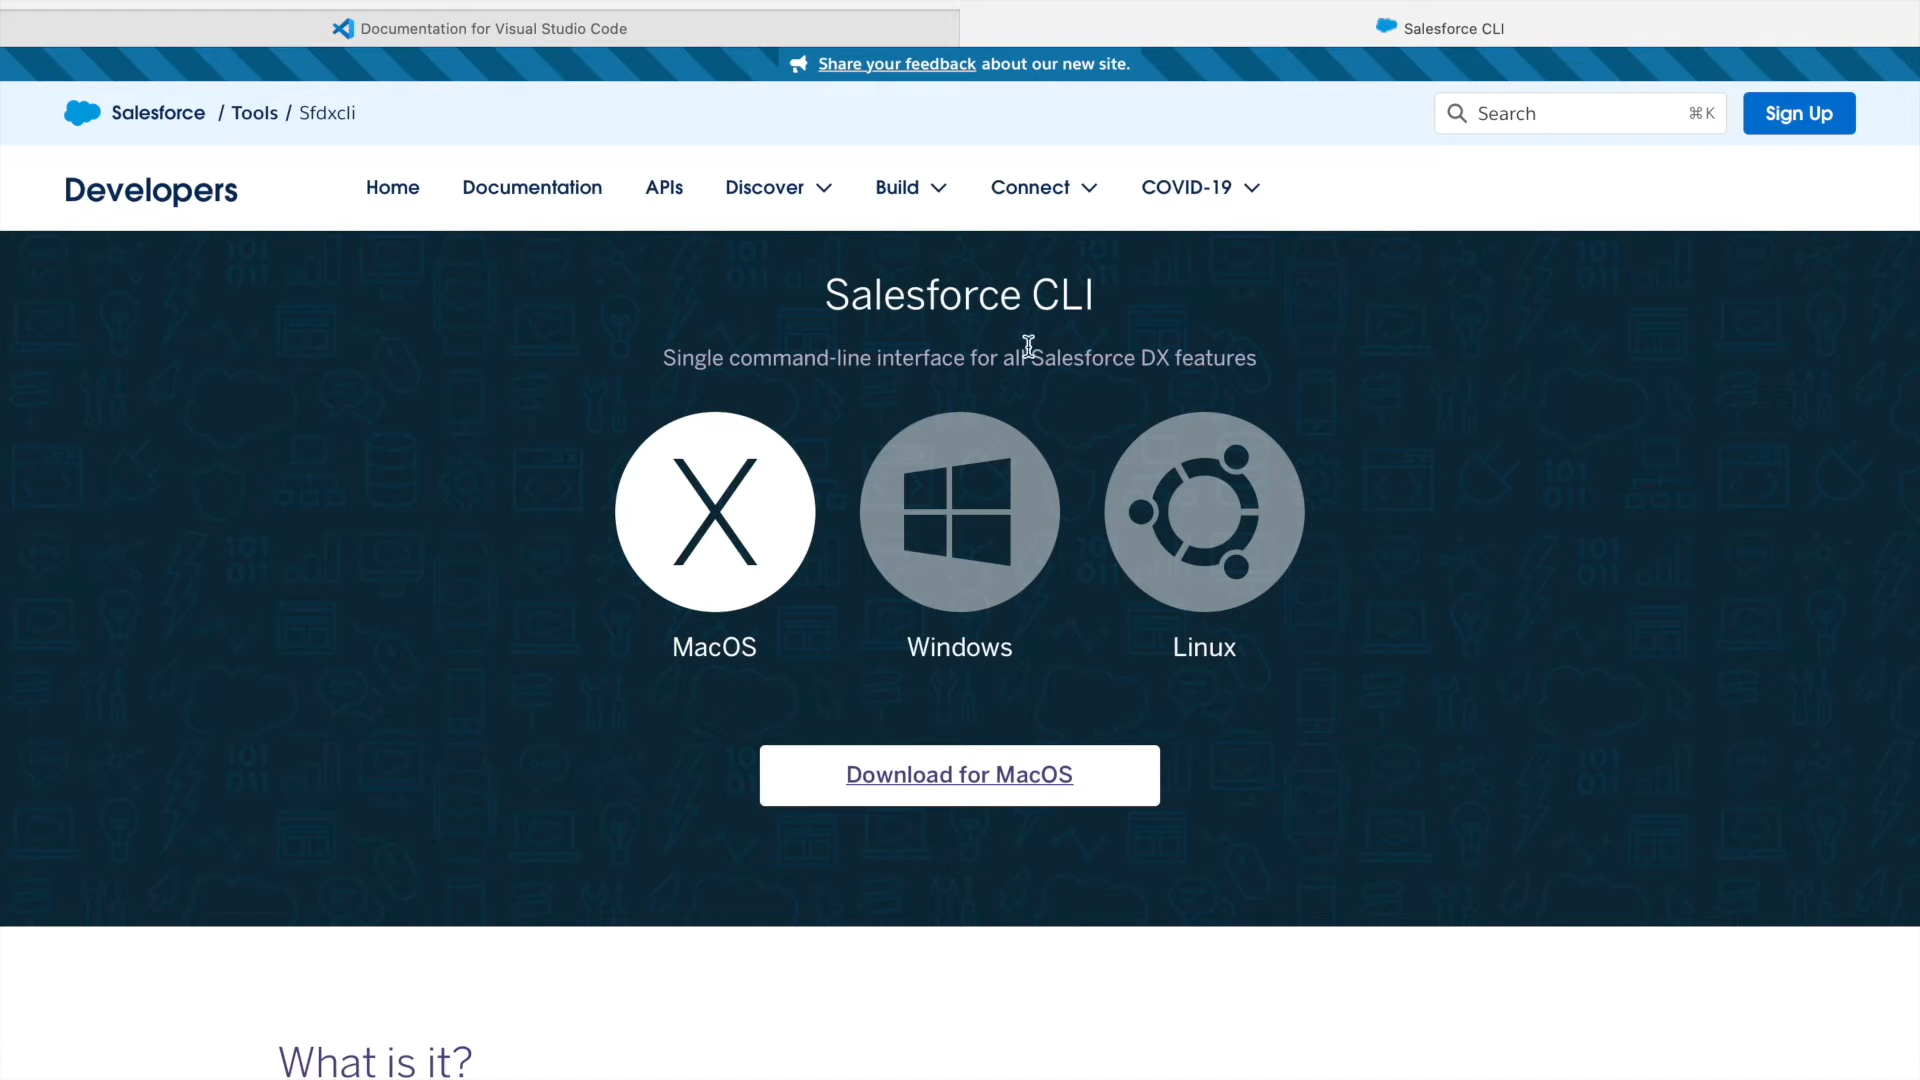 Documentation for Visual Studio Code
Salesforce CLI
Share your feedback about our new site.
Salesforce / Tools / Sfdxcli
Search ⌘K
Sign Up
Developers
Home
Documentation
APIs
Discover
Build
Connect
COVID-19
Salesforce CLI
Single command-line interface for all Salesforce DX features
MacOS
Windows
Linux
Download for MacOS
What is it?